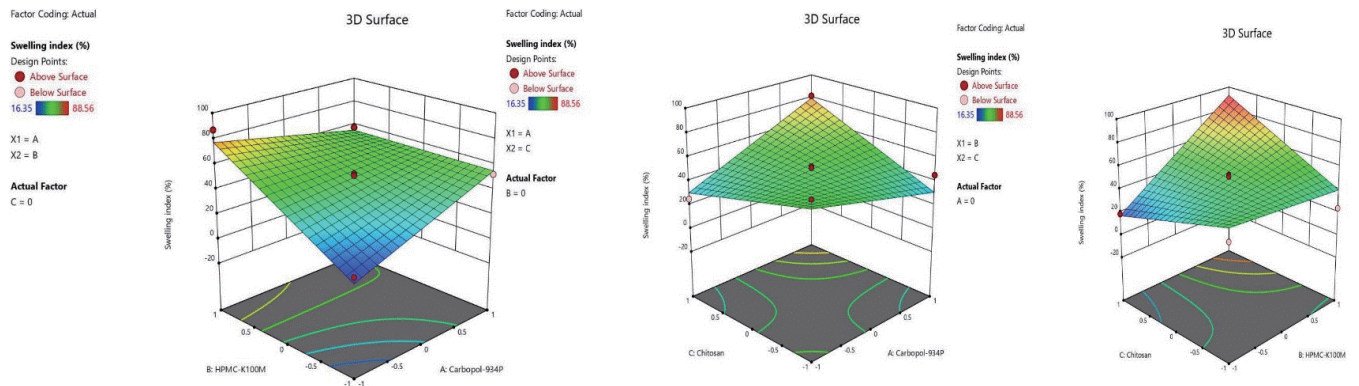 Factor Coding: Actual
Swelling index (%)
Design Points:
Above Surface
Below Surface
16.35 88.56
X1 = A
X2 = B
Actual Factor
C = 0
3D Surface
Swelling index (%)
100
80
60
40
20
0
-20
1
0.5
0
-0.5
-1
B: HPMC-K100M
-1
-0.5
0
0.5
1
A: Carbopol-934P
Factor Coding: Actual
Swelling index (%)
Design Points:
Above Surface
Below Surface
16.35 88.56
X1 = A
X2 = C
Actual Factor
B = 0
3D Surface
Swelling index (%)
100
80
60
40
20
0
-20
1
0.5
0
-0.5
-1
C: Chitosan
-1
-0.5
0
0.5
1
A: Carbopol-934P
Factor Coding: Actual
Swelling index (%)
Design Points:
Above Surface
Below Surface
16.35 88.56
X1 = B
X2 = C
Actual Factor
A = 0
3D Surface
Swelling index (%)
100
80
60
40
20
0
-20
1
0.5
0
-0.5
-1
C: Chitosan
-1
-0.5
0
0.5
1
B: HPMC-K100M